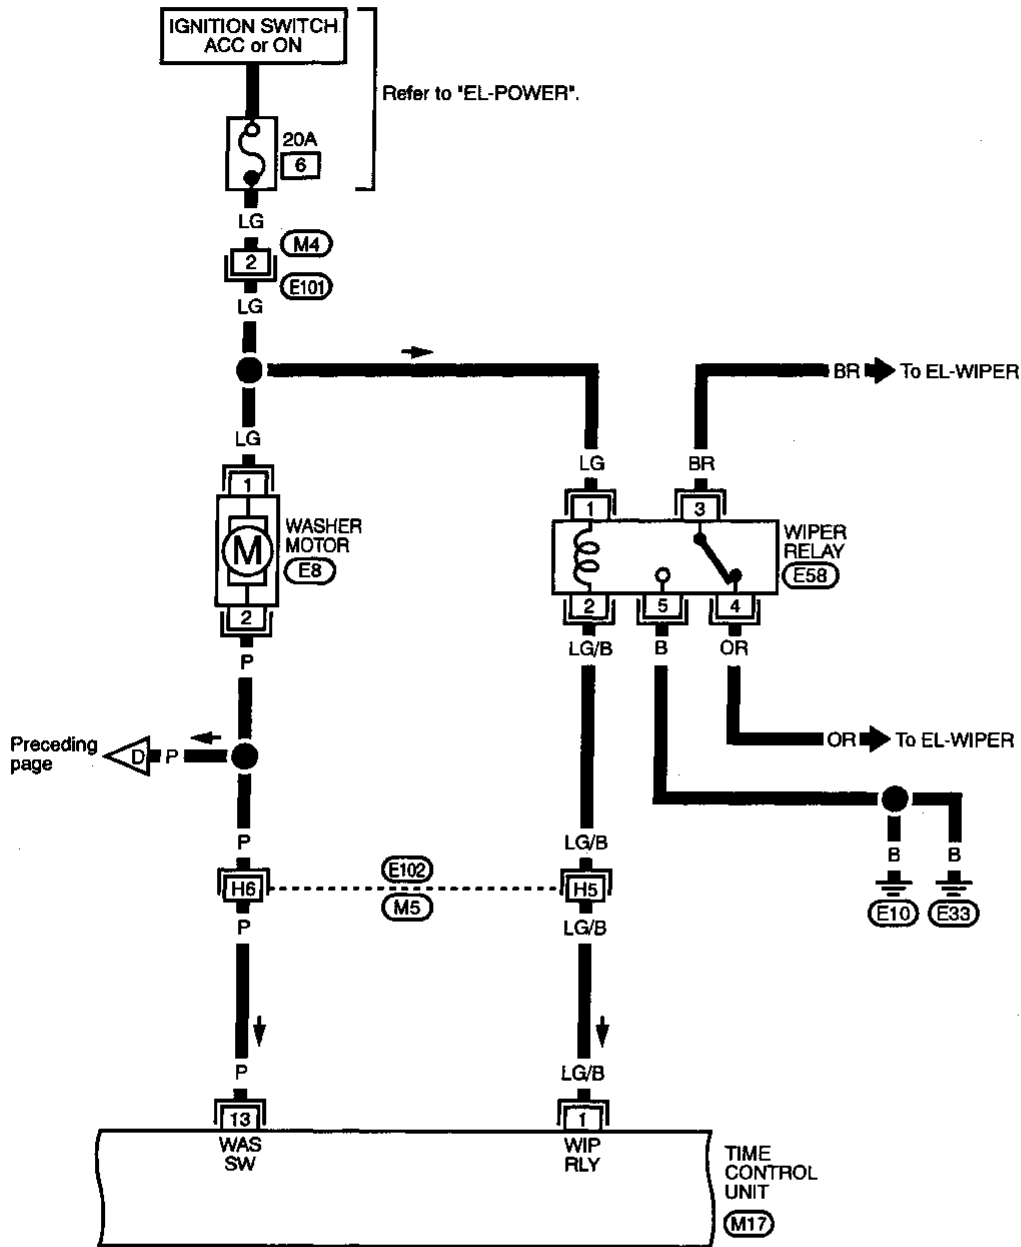 IGNITION SWITCH
ACC or ON
Refer to "EL-POWER".
20A
6
LG
M4
2
E101
LG
BR
To EL-WIPER
LG
LG
BR
1
1
3
WASHER
MOTOR
M
E8
WIPER
RELAY
E58
2
2
5
4
P
LG/B
B
OR
Preceding
page
D
P
OR
To EL-WIPER
P
LG/B
B
B
E102
H6
H5
M5
E10
E33
P
LG/B
P
LG/B
13
1
WAS
SW
WIP
RLY
TIME
CONTROL
UNIT
M17